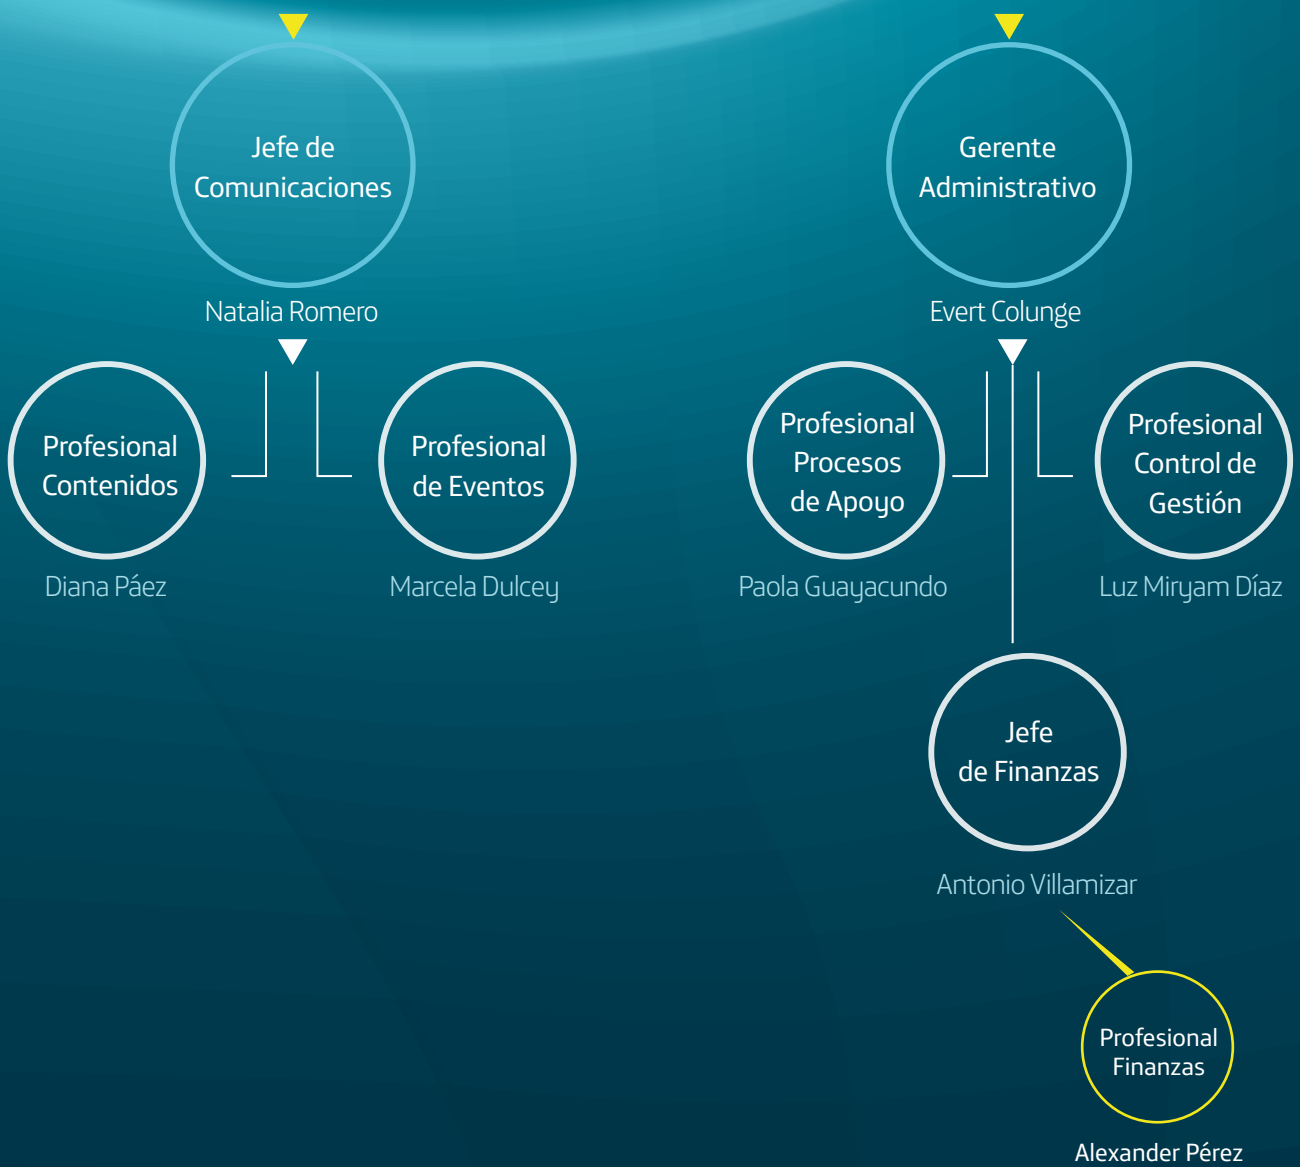 Jefe de
Comunicaciones
Natalia Romero
Profesional
Contenidos
Diana Páez
Profesional
de Eventos
Marcela Dulcey
Gerente
Administrativo
Evert Colunge
Profesional
Procesos
de Apoyo
Paola Guayacundo
Profesional
Control de
Gestión
Luz Miryam Díaz
Jefe
de Finanzas
Antonio Villamizar
Profesional
Finanzas
Alexander Pérez